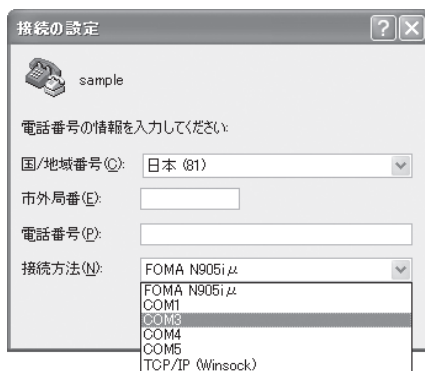 接続の設定
sample
電話番号の情報を入力してください:
国/地域番号(C): 日本 (81)
市外局番(E):
電話番号(P):
接続方法(N): FOMA N905iμ
FOMA N905iμ
COM1
COM3
COM4
COM5
TCP/IP (Winsock)